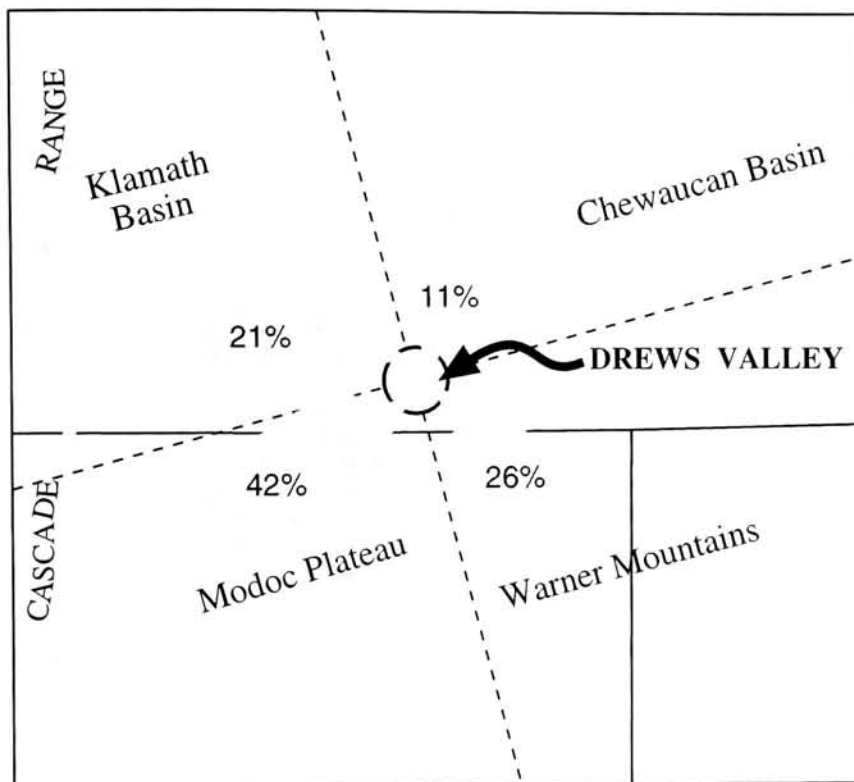 RANGE
Klamath
Basin
Chewaucan Basin
11%
21%
DREWS VALLEY
42%
26%
CASCADE
Modoc Plateau
Warner Mountains